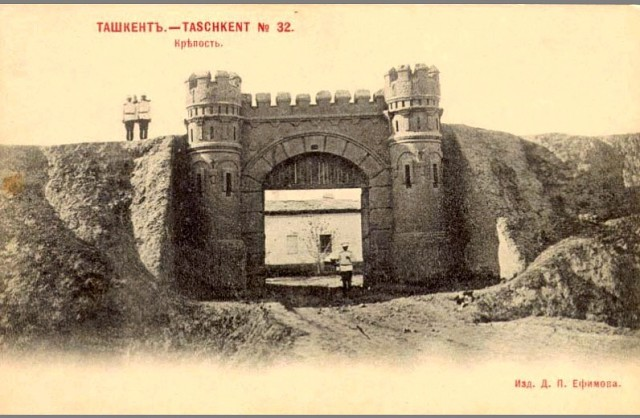 ТАШКЕНТЪ.—TASCHKENT № 32.
Крѣпость.
Изд. Д. П. Ефимова.